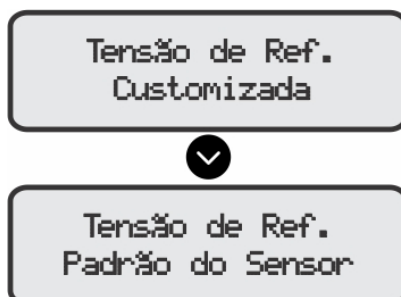 Tensão de Ref.
Customizada
Tensão de Ref.
Padrão do Sensor